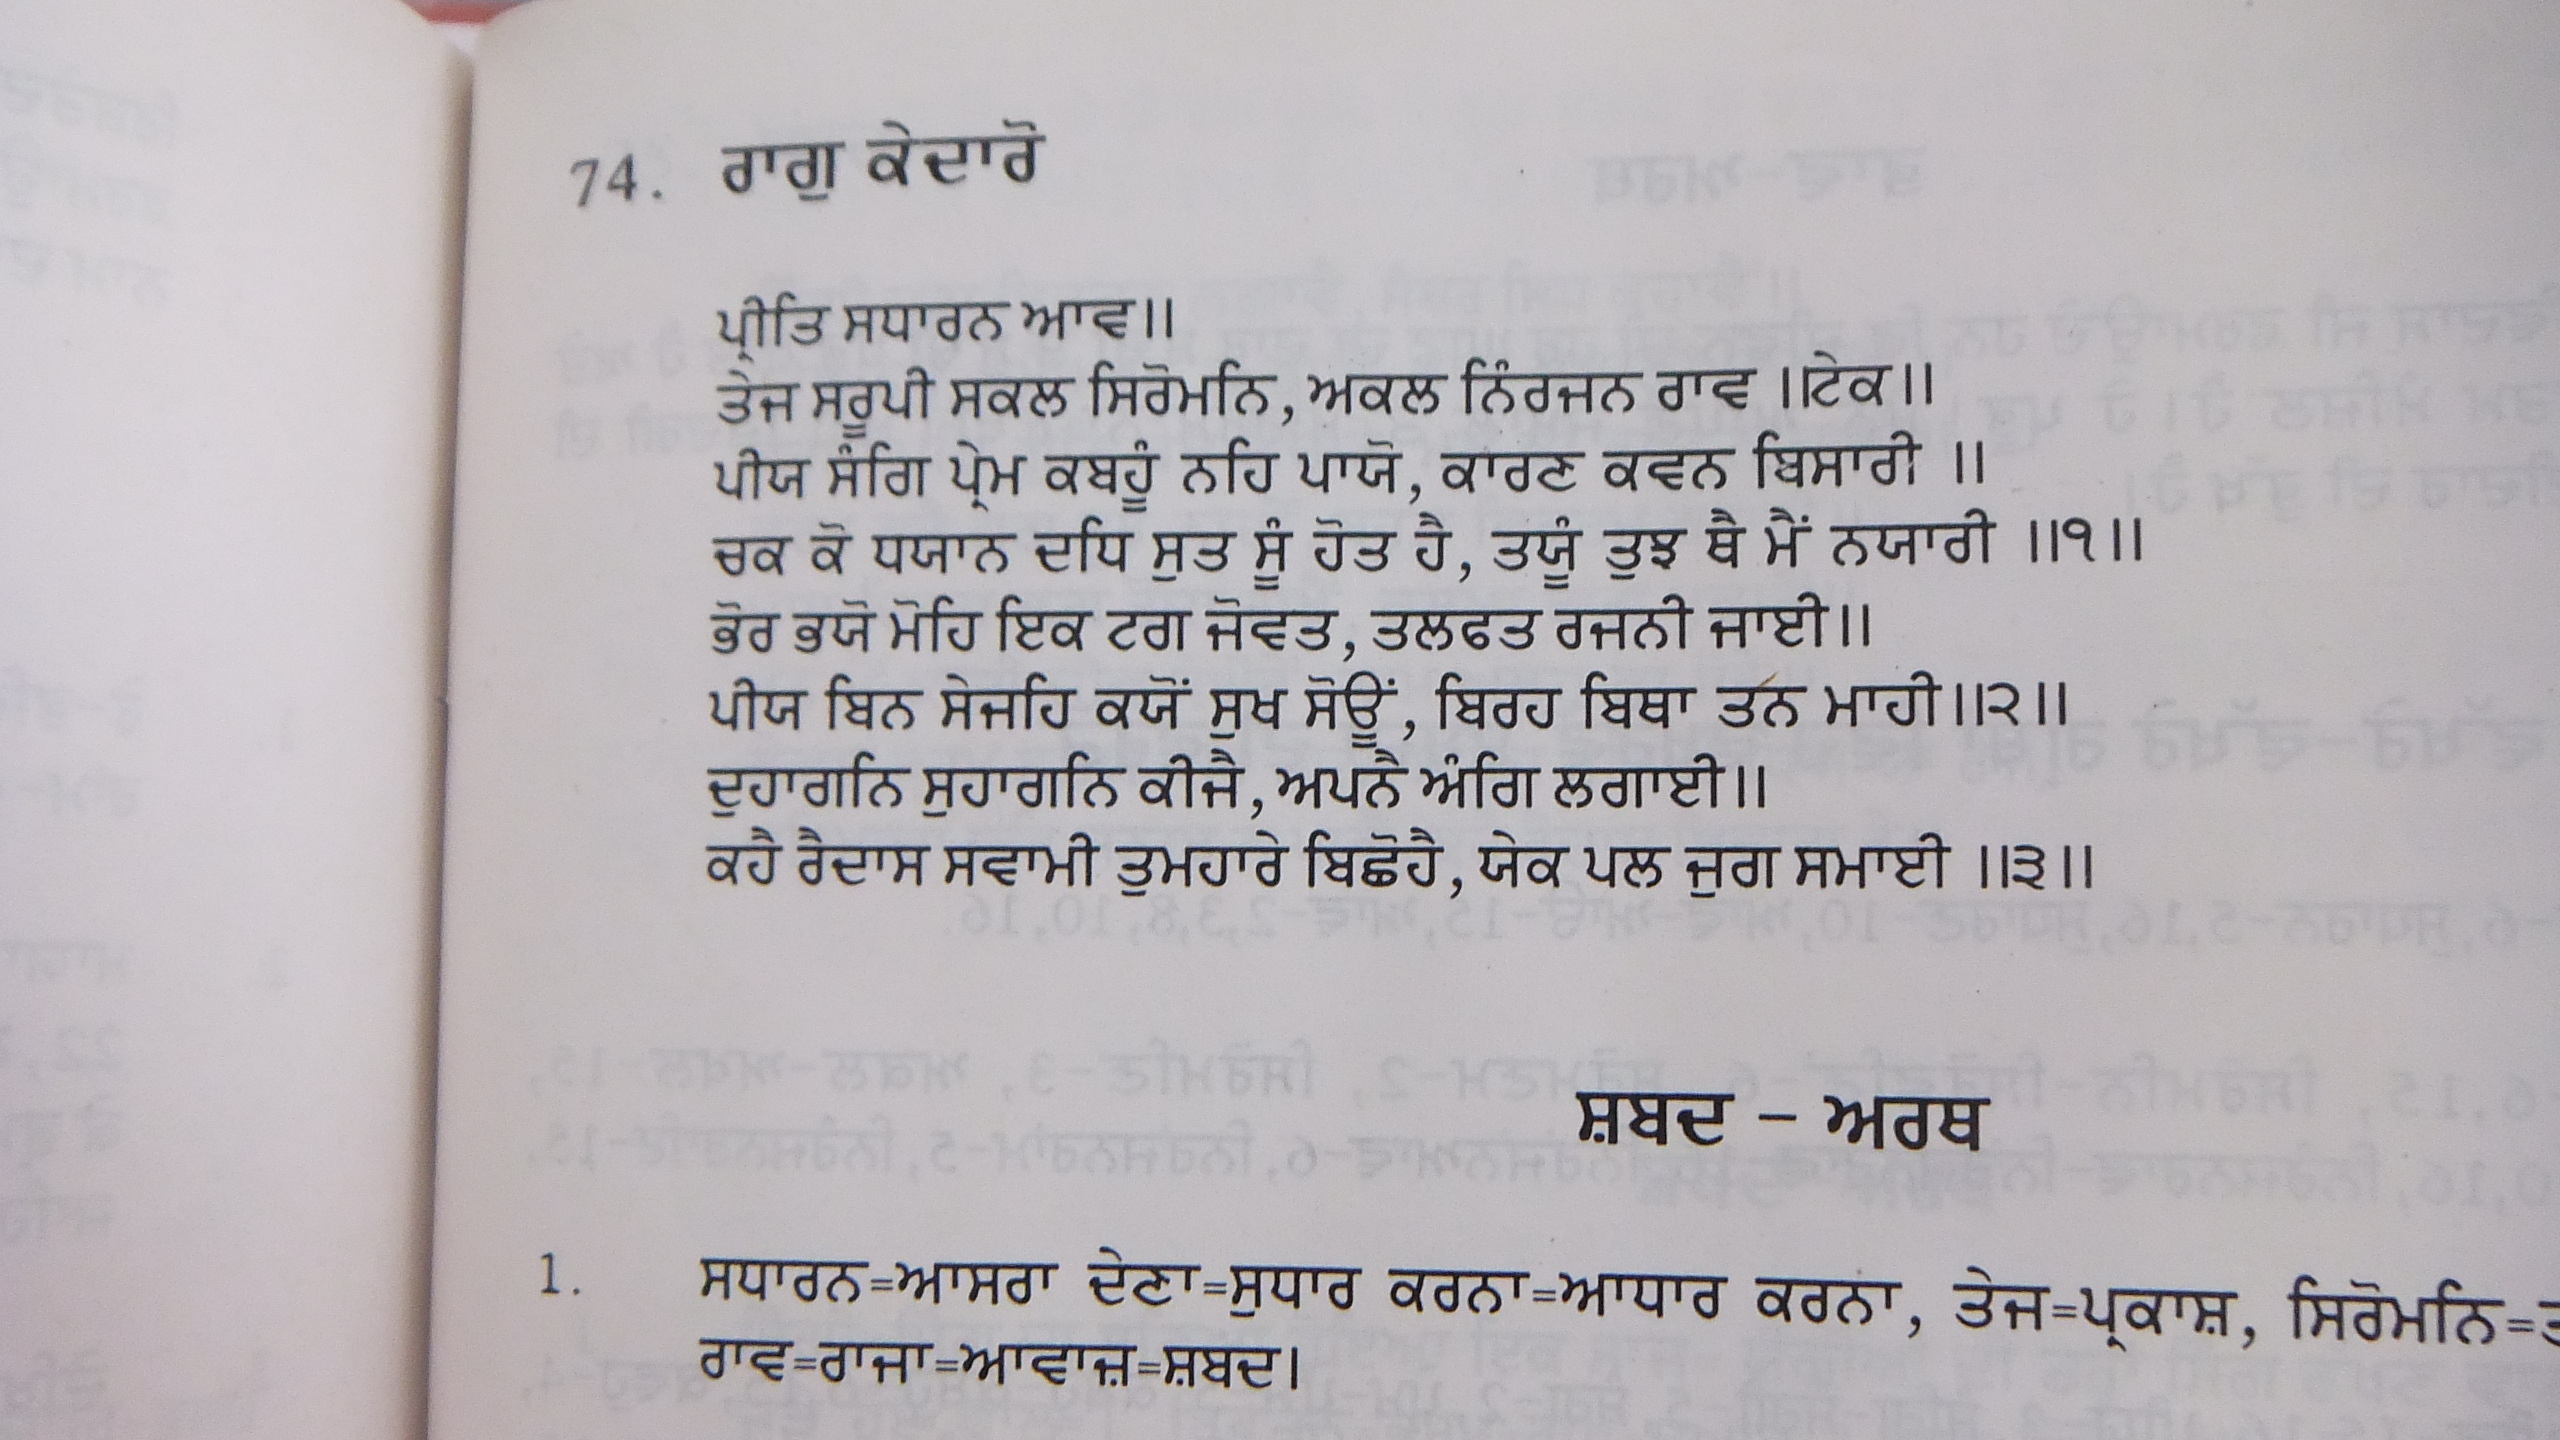 74. ਰਾਗੁ ਕੇਦਾਰੋ
ਪ੍ਰੀਤਿ ਸਧਾਰਨ ਆਵ॥
ਤੇਜ ਸਰੂਪੀ ਸਕਲ ਸਿਰੋਮਨਿ, ਅਕਲ ਨਿੰਰਜਨ ਰਾਵ ॥ਟੇਕ॥
ਪੀਯ ਸੰਗਿ ਪ੍ਰੇਮ ਕਬਹੂੰ ਨਹਿ ਪਾਯੋ, ਕਾਰਣ ਕਵਨ ਬਿਸਾਰੀ ॥
ਚਕ ਕੋ ਧਯਾਨ ਦਧਿ ਸੁਤ ਸੂੰ ਹੋਤ ਹੈ, ਤਯੂੰ ਤੁਝ ਥੈ ਮੈਂ ਨਯਾਰੀ ॥੧॥
ਭੋਰ ਭਯੋ ਮੋਹਿ ਇਕ ਟਗ ਜੋਵਤ, ਤਲਫਤ ਰਜਨੀ ਜਾਈ॥
ਪੀਯ ਬਿਨ ਸੇਜਹਿ ਕਯੋਂ ਸੁਖ ਸੋਊਂ, ਬਿਰਹ ਬਿਥਾ ਤਨ ਮਾਹੀ॥੨॥
ਦੁਹਾਗਨਿ ਸੁਹਾਗਨਿ ਕੀਜੈ, ਅਪਨੈ ਅੰਗਿ ਲਗਾਈ॥
ਕਹੈ ਰੈਦਾਸ ਸਵਾਮੀ ਤੁਮਹਾਰੇ ਬਿਛੋਹੈ, ਯੇਕ ਪਲ ਜੁਗ ਸਮਾਈ ॥੩॥
ਸ਼ਬਦ – ਅਰਥ
1. ਸਧਾਰਨ=ਆਸਰਾ ਦੇਣਾ=ਸੁਧਾਰ ਕਰਨਾ=ਆਧਾਰ ਕਰਨਾ, ਤੇਜ=ਪ੍ਰਕਾਸ਼, ਸਿਰੋਮਨਿ=
ਰਾਵ=ਰਾਜਾ=ਆਵਾਜ਼=ਸ਼ਬਦ।